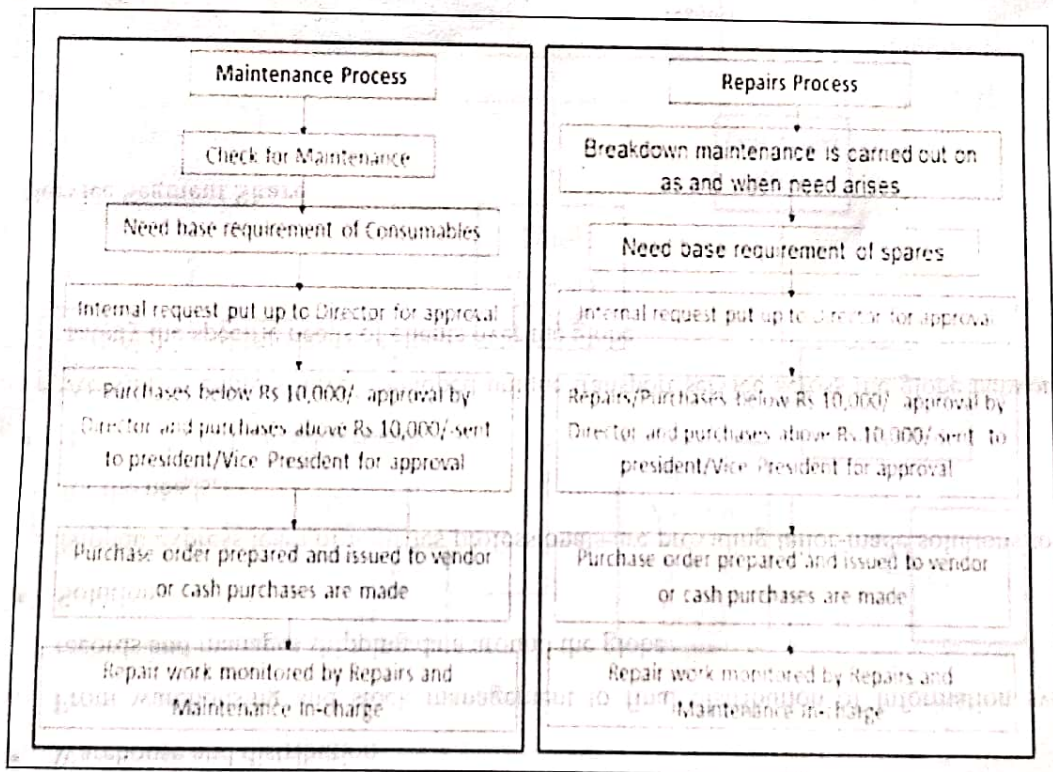 Maintenance Process
Check for Maintenance
Need base requirement of Consumables
Internal request put up to Director for approval
Purchases below Rs 10,000/- approval by
Director and purchases above Rs 10,000/-sent
to president/Vice President for approval
Purchase order prepared and issued to vendor
or cash purchases are made
Repair work monitored by Repairs and
Maintenance In-charge
Repairs Process
Breakdown maintenance is carried out on
as and when need arises
Need base requirement of spares
Internal request put up to Director for approval
Repairs/Purchases below Rs 10,000/- approval by
Director and purchases above Rs 10,000/-sent to
president/Vice President for approval
Purchase order prepared and issued to vendor
or cash purchases are made
Repair work monitored by Repairs and
Maintenance In-charge